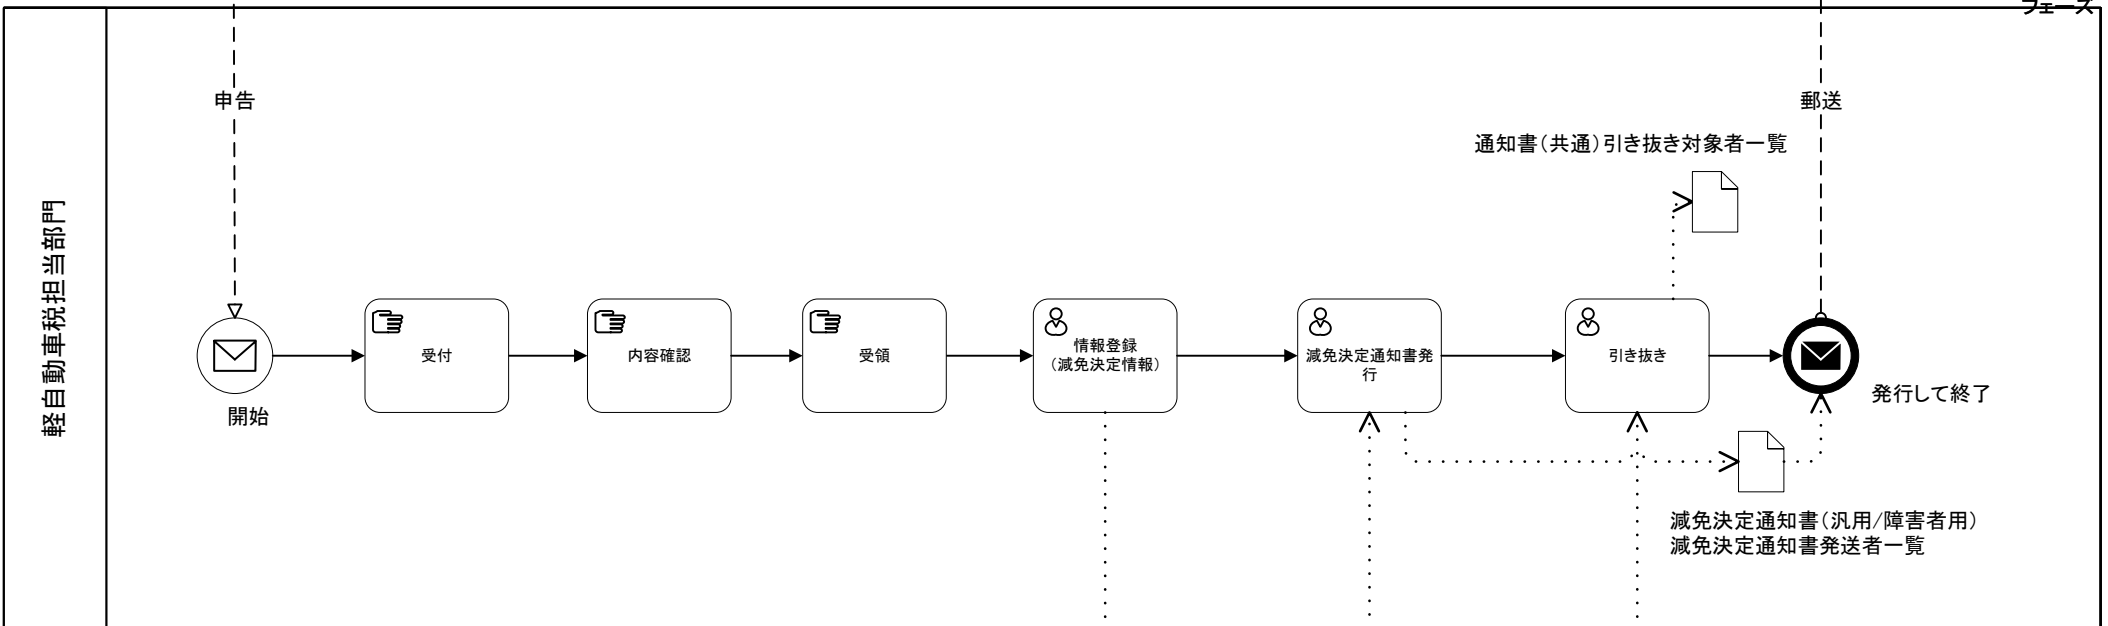 フェーズ
申告
郵送
通知書（共通）引き抜き対象者一覧
軽自動車税担当部門
受付
内容確認
受領
情報登録
（減免決定情報）
減免決定通知書発
行
引き抜き
開始
発行して終了
減免決定通知書（汎用/障害者用）
減免決定通知書発送者一覧